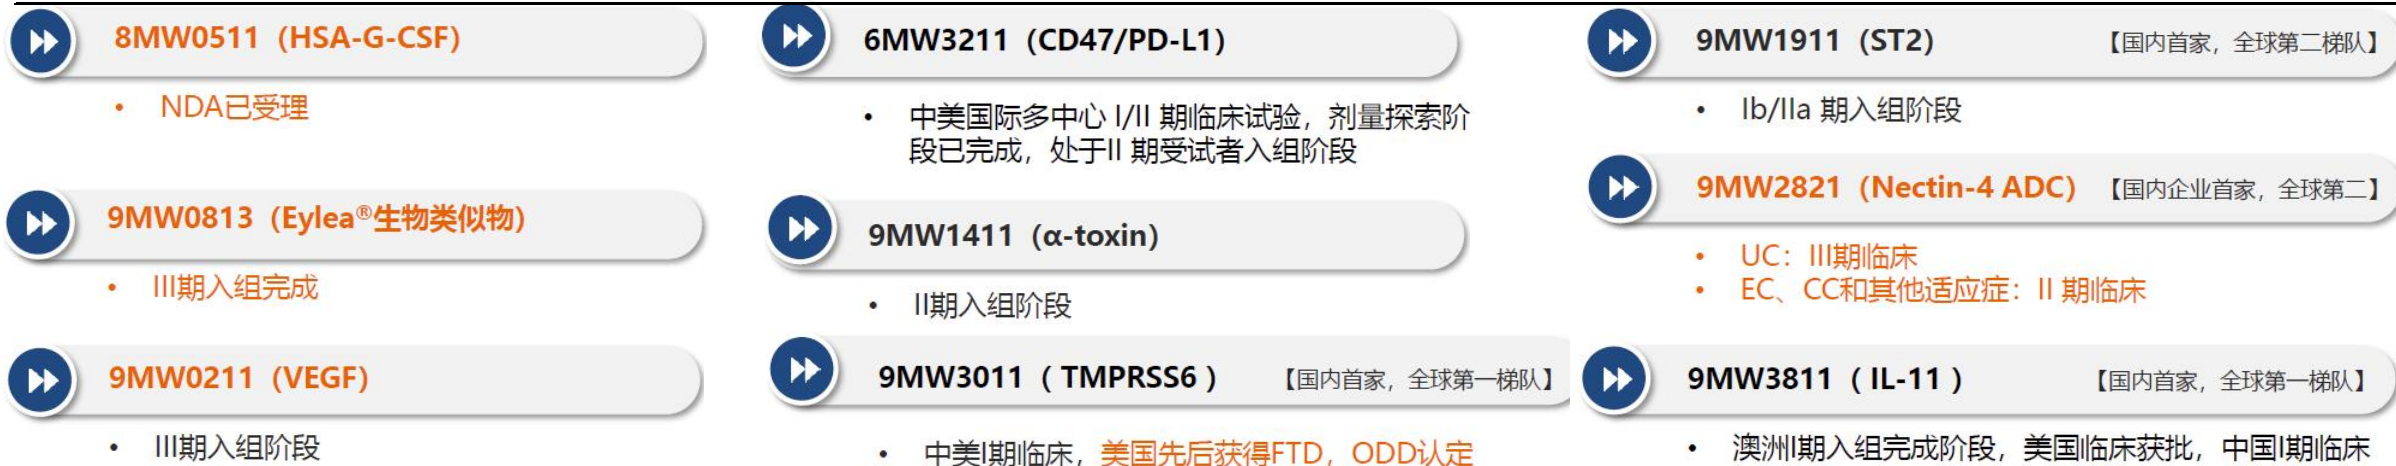 8MW0511（HSA-G-CSF）
• NDA已受理
9MW0813（Eylea®生物类似物）
• III期入组完成
9MW0211（VEGF）
• III期入组阶段
6MW3211（CD47/PD-L1）
• 中美国际多中心 I/II 期临床试验，剂量探索阶
段已完成，处于II 期受试者入组阶段
9MW1411（α-toxin）
• II期入组阶段
9MW3011（ TMPRSS6 ） 【国内首家，全球第一梯队】
• 中美I期临床，美国先后获得FTD，ODD认定
9MW1911（ST2） 【国内首家，全球第二梯队】
• Ib/IIa 期入组阶段
9MW2821（Nectin-4 ADC） 【国内企业首家，全球第二】
• UC：III期临床
• EC、CC和其他适应症：II 期临床
9MW3811（ IL-11 ） 【国内首家，全球第一梯队】
• 澳洲I期入组完成阶段，美国临床获批，中国I期临床